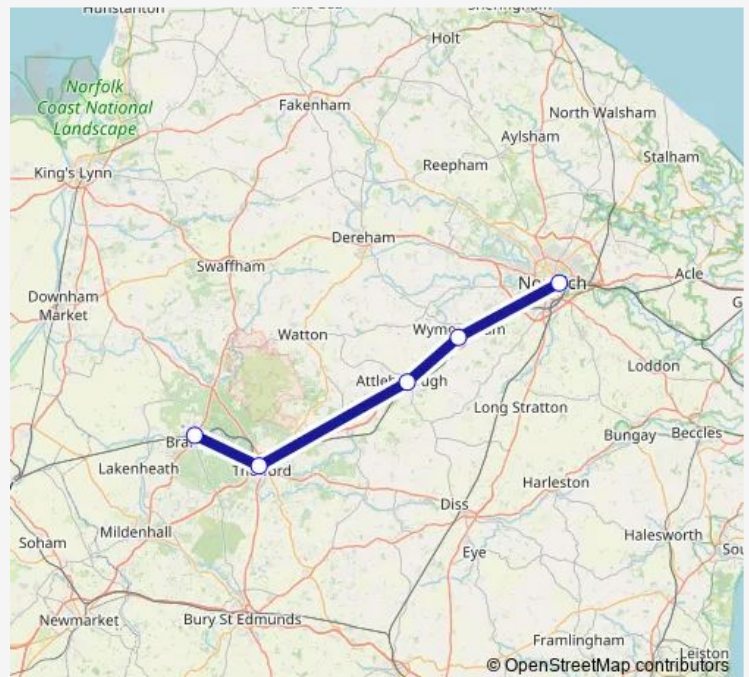 Holt
Norfolk
Coast National
Landscape
Fakenham
North Walsham
Aylsham
Stalham
Reepham
King's Lynn
Dereham
Swaffham
Acle
Downham
Market
Watton
Loddon
Long Stratton
Bungay
Beccles
Lakenheath
Harleston
Diss
Mildenhall
Halesworth
Soham
Eye
Newmarket
Bury St Edmunds
Framlingham
Leiston
© OpenStreetMap contributors